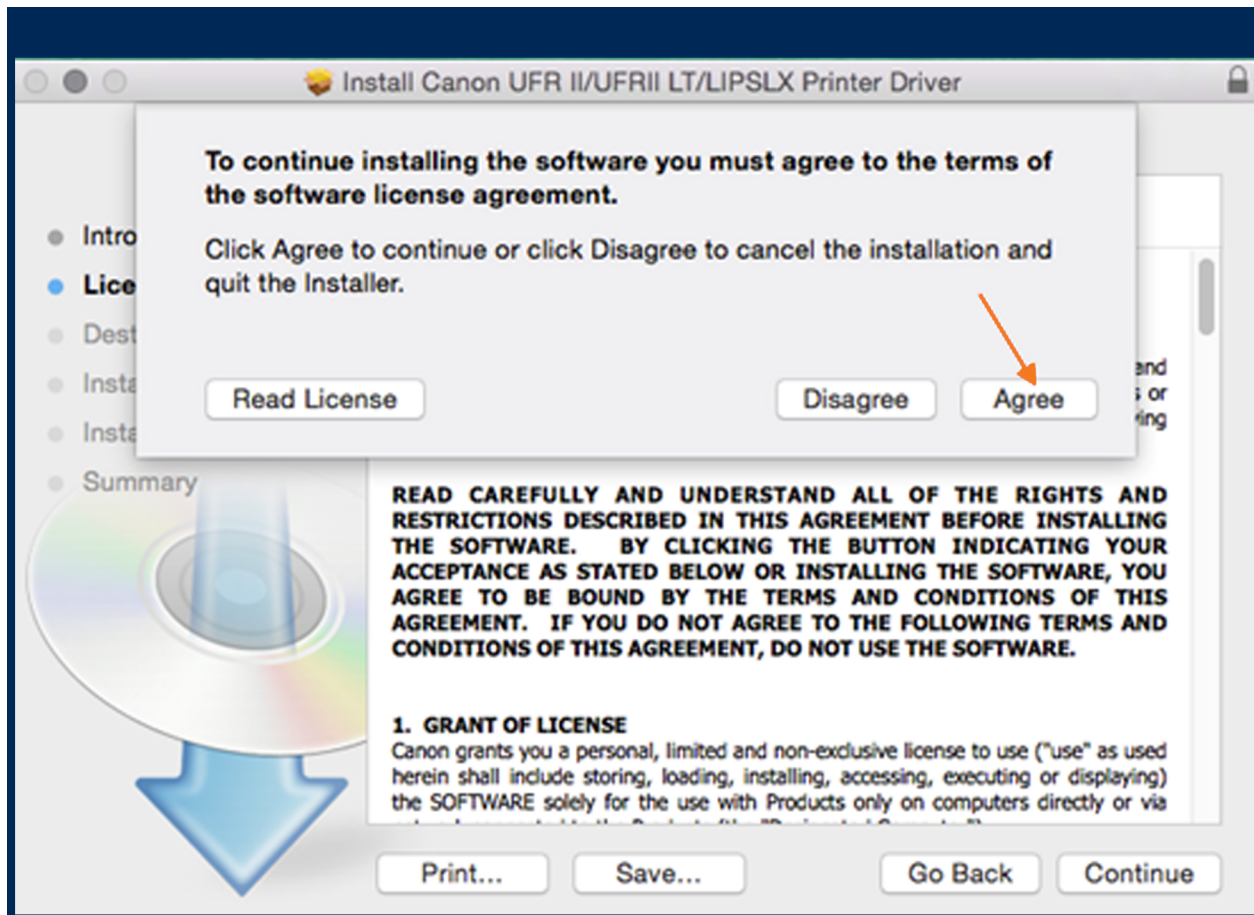 Install Canon UFR II/UFRII LT/LIPSLX Printer Driver
To continue installing the software you must agree to the terms of
the software license agreement.
Click Agree to continue or click Disagree to cancel the installation and
quit the Installer.
Read License
Disagree
Agree
Intro
Lice
Dest
Insta
Insta
Summary
and
s or
ying
READ CAREFULLY AND UNDERSTAND ALL OF THE RIGHTS AND
RESTRICTIONS DESCRIBED IN THIS AGREEMENT BEFORE INSTALLING
THE SOFTWARE. BY CLICKING THE BUTTON INDICATING YOUR
ACCEPTANCE AS STATED BELOW OR INSTALLING THE SOFTWARE, YOU
AGREE TO BE BOUND BY THE TERMS AND CONDITIONS OF THIS
AGREEMENT. IF YOU DO NOT AGREE TO THE FOLLOWING TERMS AND
CONDITIONS OF THIS AGREEMENT, DO NOT USE THE SOFTWARE.
1. GRANT OF LICENSE
Canon grants you a personal, limited and non-exclusive license to use ("use" as used
herein shall include storing, loading, installing, accessing, executing or displaying)
the SOFTWARE solely for the use with Products only on computers directly or via
Print...
Save...
Go Back
Continue